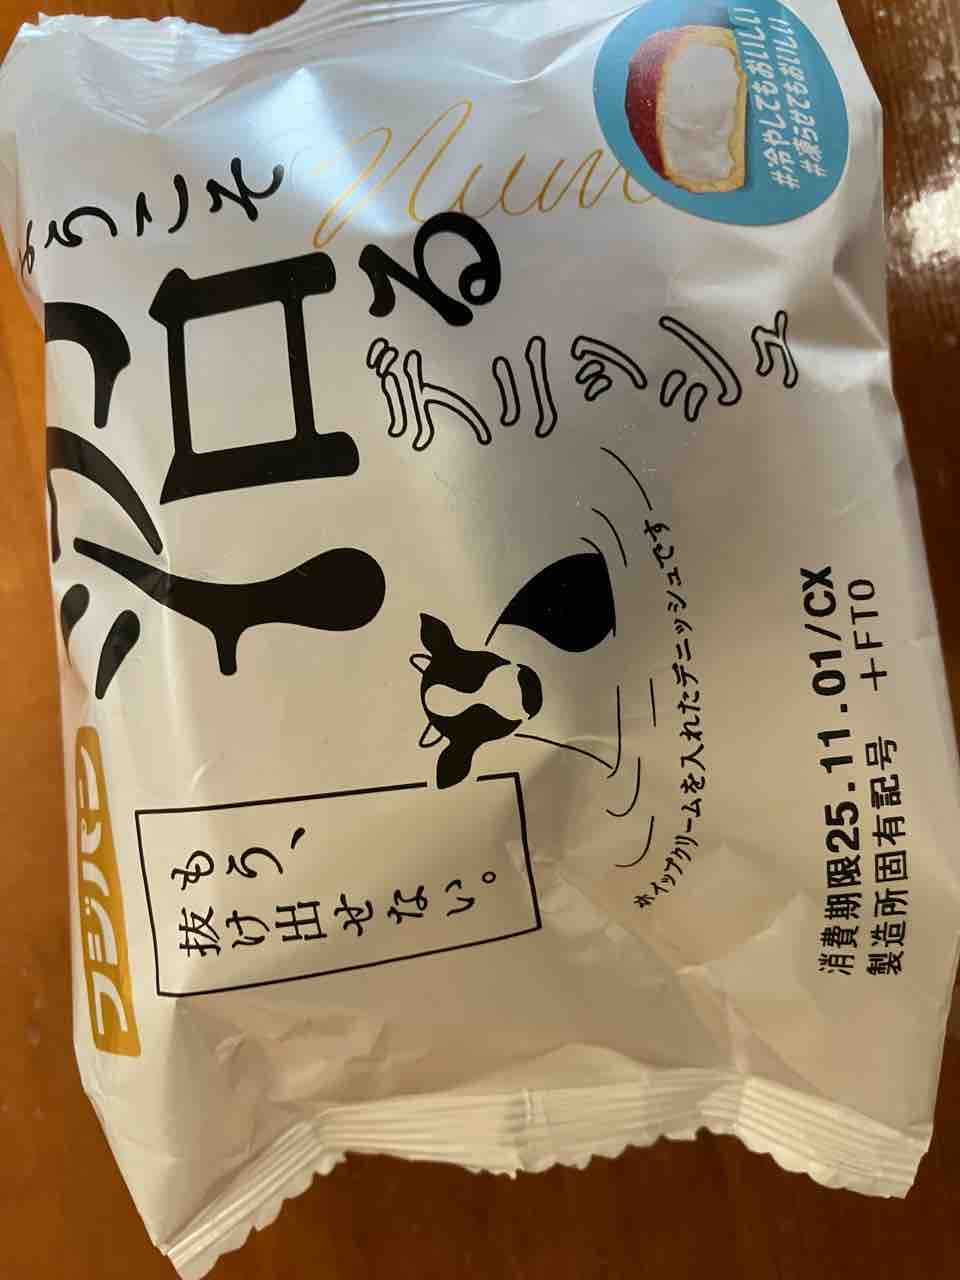 フジパン
ようこそ
沼る
Num
デニッシュ
#冷やしてもおいしい
#凍らせてもおいしい
もう、
抜け出せない。
ホイップクリームを入れたデニッシュです
消費期限25.11.01/CX
製造所固有記号 +FTO